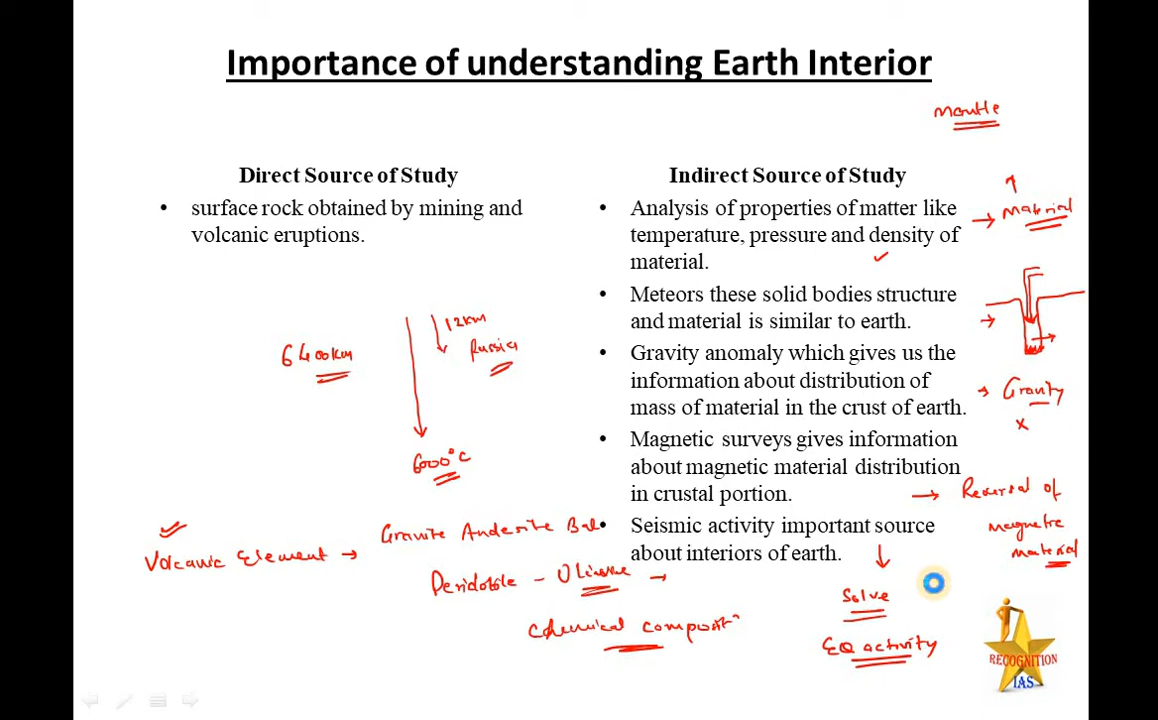 Importance of understanding Earth Interior
Mantle
Direct Source of Study
• surface rock obtained by mining and
volcanic eruptions.
12km
Russia
6400km
6000°C
Volcanic Element → Granite Andesite Bal
Peridotite -
Chemical composit
Indirect Source of Study
• Analysis of properties of matter like
temperature, pressure and density of
material.
• Meteors these solid bodies structure
and material is similar to earth.
• Gravity anomaly which gives us the
information about distribution of
mass of material in the crust of earth.
• Magnetic surveys gives information
about magnetic material distribution
in crustal portion.
• Seismic activity important source
about interiors of earth.
→ Material
→ Gravity
x
→ Reversal of
magnetic
material
Solve
EQ activity
RECOGNITION
IAS